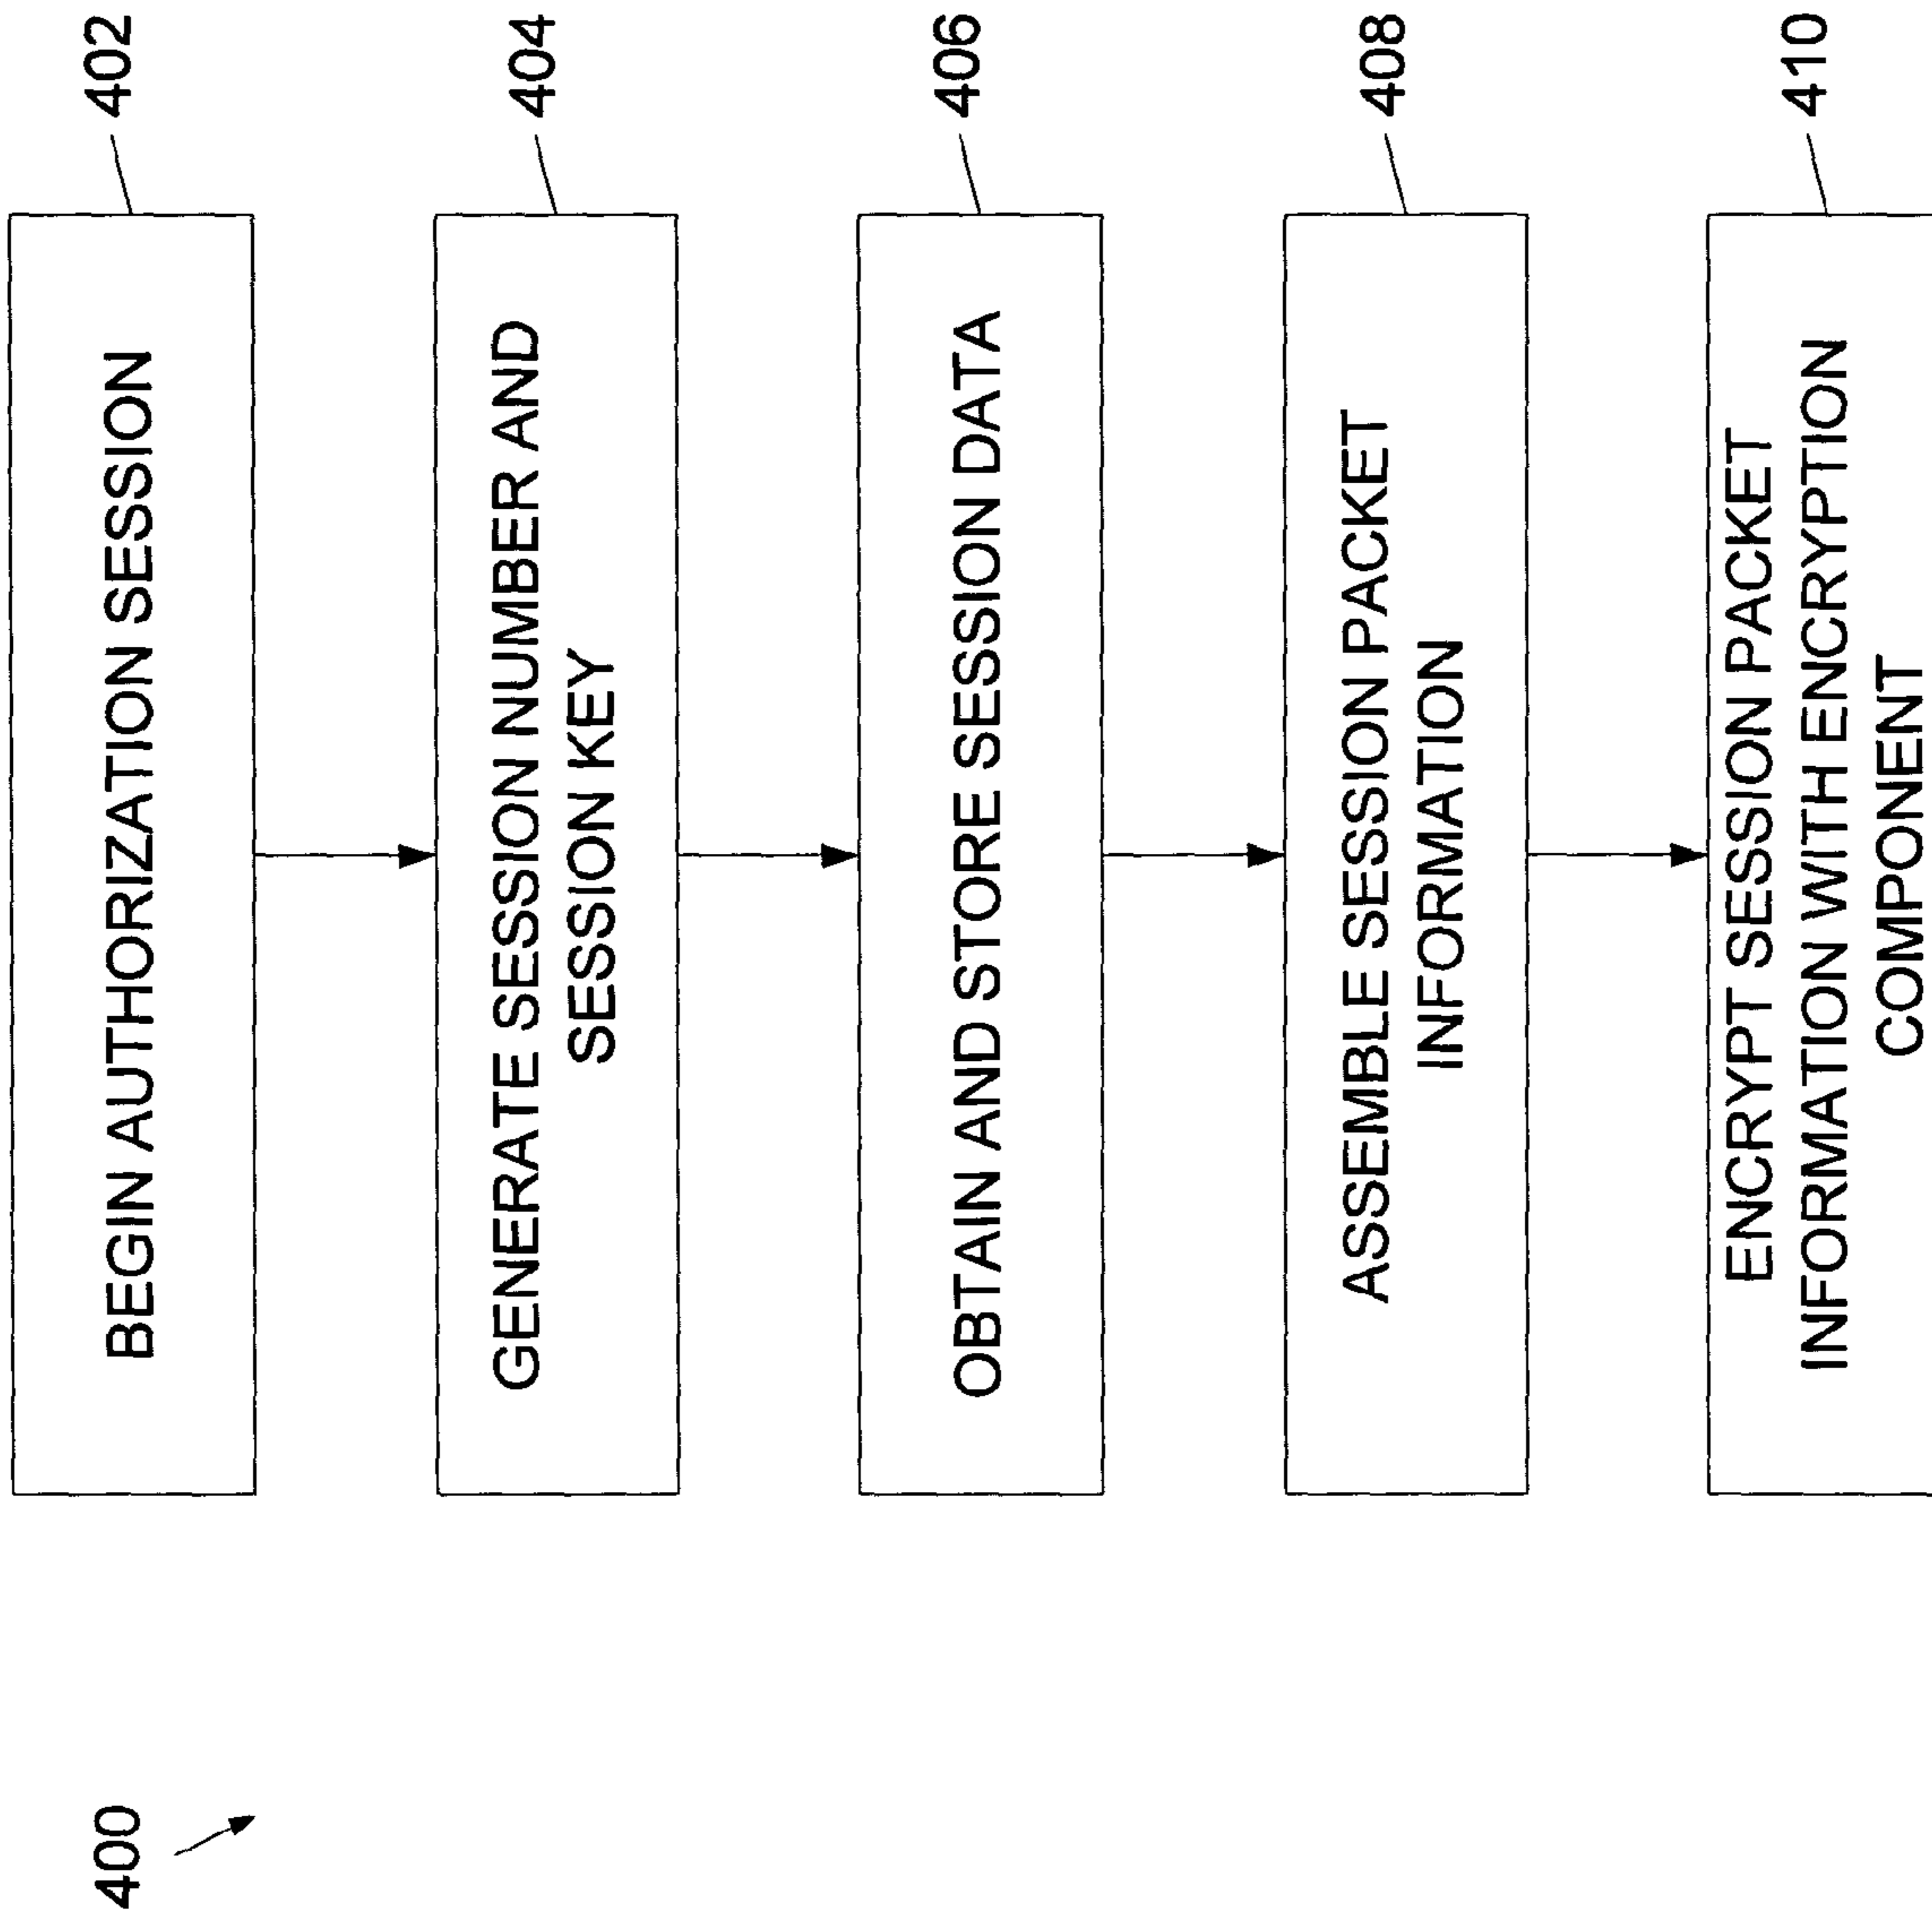 400
BEGIN AUTHORIZATION SESSION
402
GENERATE SESSION NUMBER AND
SESSION KEY
404
OBTAIN AND STORE SESSION DATA
406
ASSEMBLE SESSION PACKET
INFORMATION
408
ENCRYPT SESSION PACKET
INFORMATION WITH ENCRYPTION
COMPONENT
410